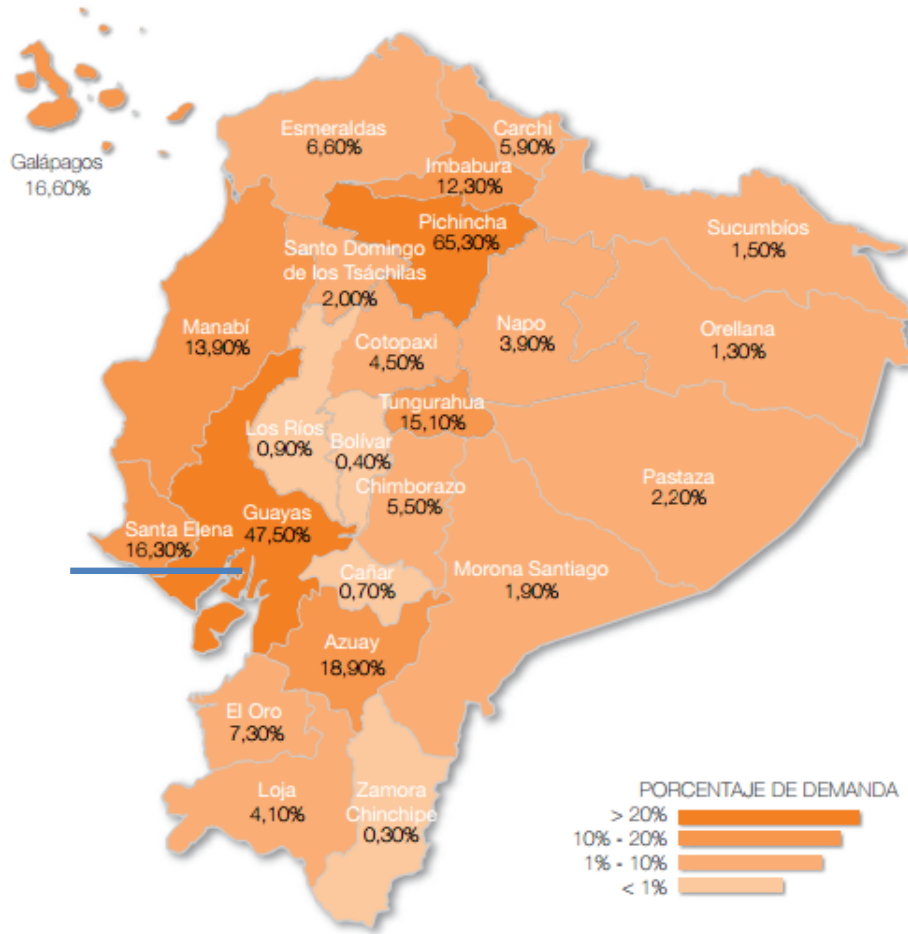 Galápagos
16,60%
Esmeraldas
6,60%
Carchi
5,90%
Imbabura
12,30%
Pichincha
65,30%
Sucumbíos
1,50%
Santo Domingo
de los Tsáchilas
2,00%
Manabí
13,90%
Cotopaxi
4,50%
Napo
3,90%
Orellana
1,30%
Tungurahua
15,10%
Los Ríos
0,90%
Bolívar
0,40%
Chimborazo
5,50%
Pastaza
2,20%
Santa Elena
16,30%
Guayas
47,50%
Cañar
0,70%
Morona Santiago
1,90%
Azuay
18,90%
El Oro
7,30%
Loja
4,10%
Zamora
Chinchipe
0,30%
PORCENTAJE DE DEMANDA
> 20%
10% - 20%
1% - 10%
< 1%